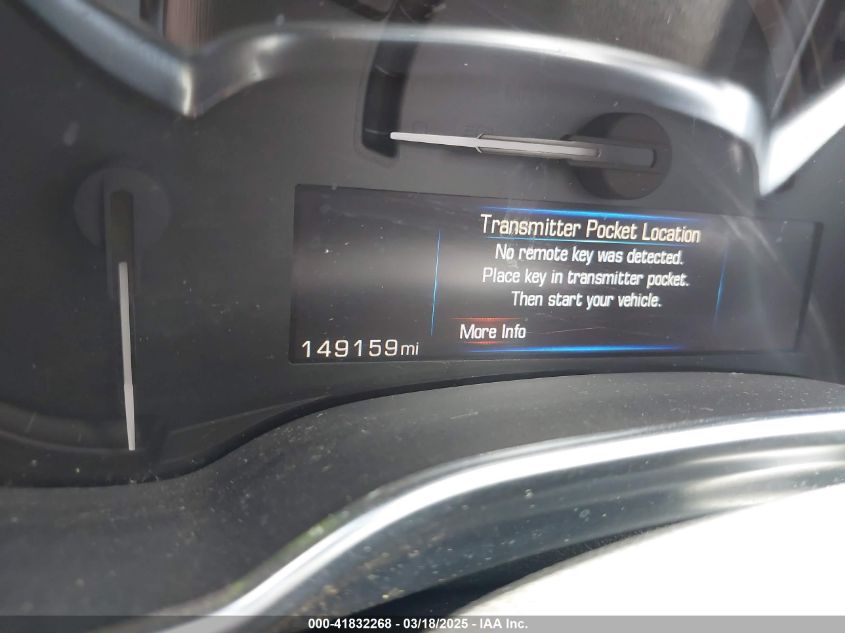 Transmitter Pocket Location
No remote key was detected.
Place key in transmitter pocket.
Then start your vehicle.
More Info
149159mi
000-41832268 - 03/18/2025 - IAA Inc.